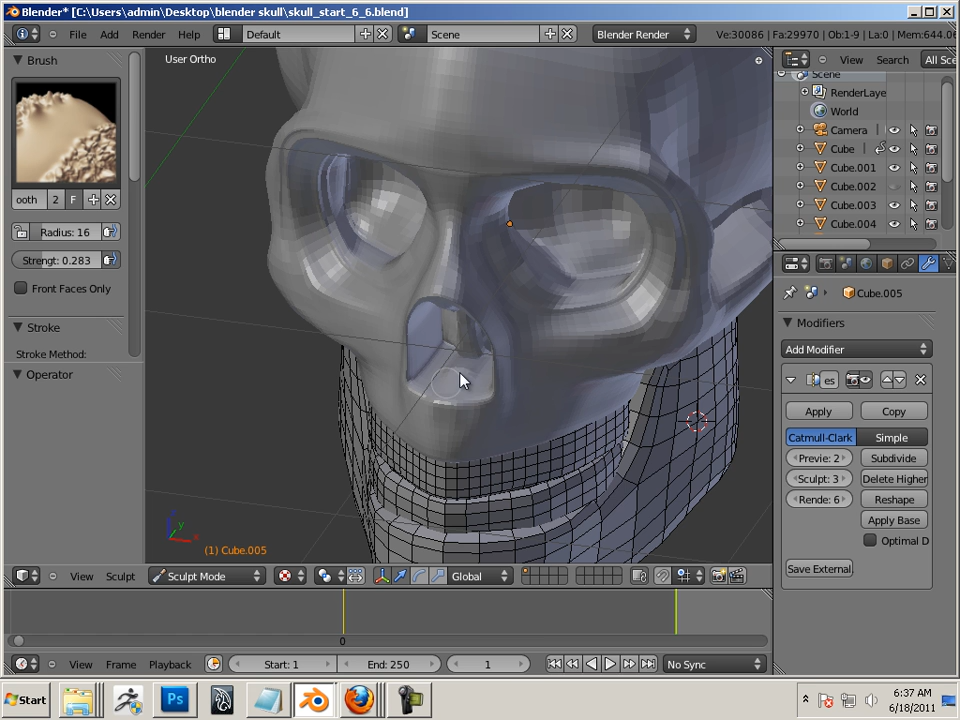 Blender* [C:\Users\admin\Desktop\blender skull\skull_start_6_6.blend]
File Add Render Help Default Scene Blender Render Ve:30086 | Fa:29970 | Ob:1-9 | La:0 | Mem:644.0
Brush
ooth 2 F
Radius: 16
Strengt: 0.283
Front Faces Only
Stroke
Stroke Method:
Operator
User Ortho
z
y
x
(1) Cube.005
View Search All Sce
Scene
RenderLaye
World
Camera
Cube
Cube.001
Cube.002
Cube.003
Cube.004
Cube.005
Modifiers
Add Modifier
es
Apply Copy
Catmull-Clark Simple
Previe: 2 Subdivide
Sculpt: 3 Delete Higher
Rende: 6 Reshape
Apply Base
Optimal D
Save External.
View Sculpt Sculpt Mode Global
0
View Frame Playback Start: 1 End: 250 1 No Sync
Start Ps 6:37 AM
6/18/2011